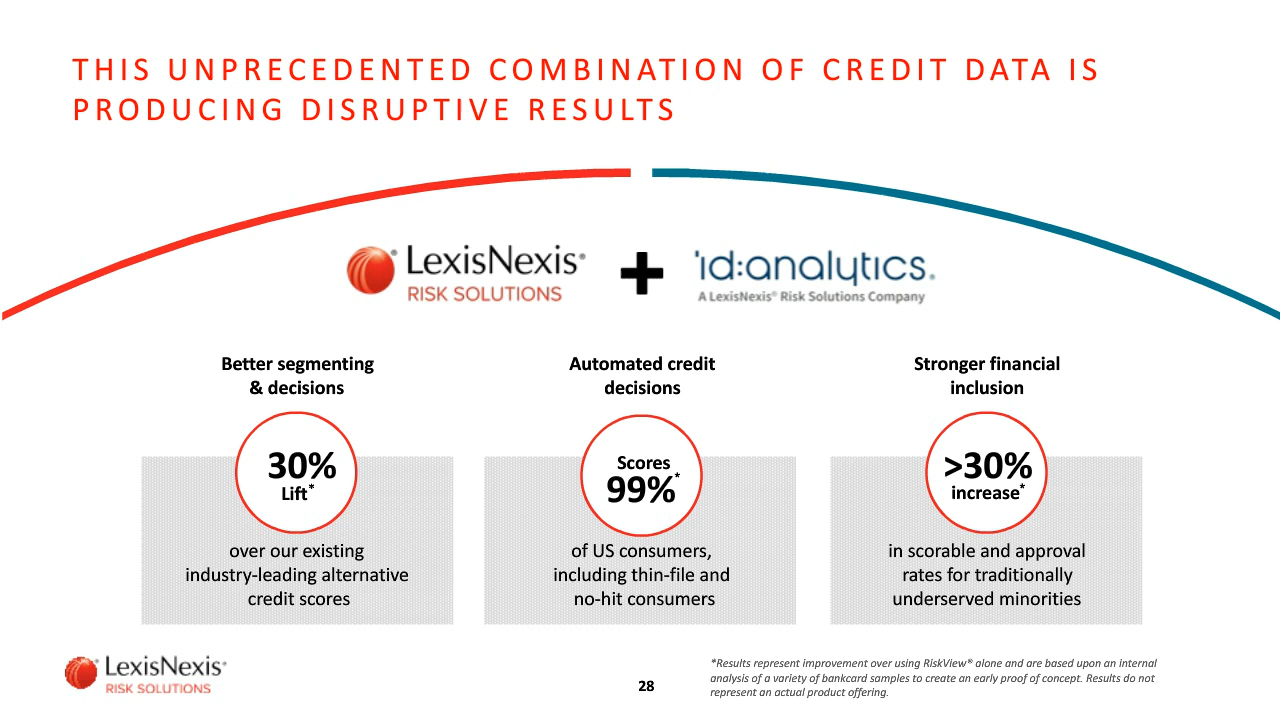 THIS UNPRECEDENTED COMBINATION OF CREDIT DATA IS
PRODUCING DISRUPTIVE RESULTS
LexisNexis®
RISK SOLUTIONS
+
id:analytics.®
A LexisNexis® Risk Solutions Company
Better segmenting
& decisions
30%
Lift*
over our existing
industry-leading alternative
credit scores
Automated credit
decisions
Scores
99%*
of US consumers,
including thin-file and
no-hit consumers
Stronger financial
inclusion
>30%
increase*
in scorable and approval
rates for traditionally
underserved minorities
LexisNexis®
RISK SOLUTIONS
28
*Results represent improvement over using RiskView® alone and are based upon an internal
analysis of a variety of bankcard samples to create an early proof of concept. Results do not
represent an actual product offering.